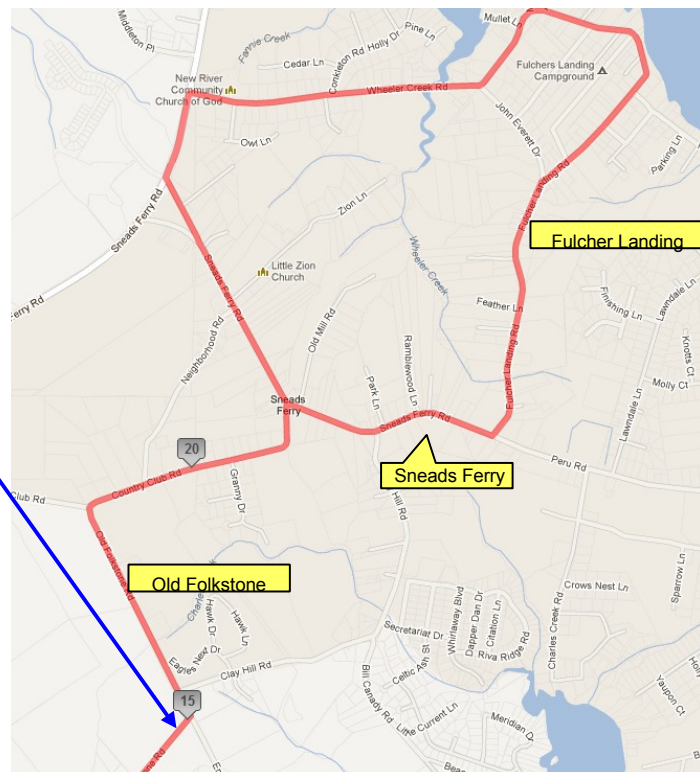 Middleton Pl
Fannie Creek
Conkleton Rd
Holly Dr
Pine Ln
Mullet Ln
Cedar Ln
New River
Community
Church of God
Wheeler Creek Rd
Fulchers Landing
Campground
John Everett Dr
Parking Ln
Owl Ln
Fulcher Landing Rd
Sneads Ferry Rd
Zion Ln
Fulcher Landing
Sneads Ferry Rd
Wheeler Creek
Little Zion
Church
Ferry Rd
Finishing Ln
Lawndale Ln
Feather Ln
Old Mill Rd
Neighborhood Rd
Ramblewood Ln
Park Ln
Fulcher Landing Rd
Knotts Ct
Molly Ct
Lawndale Ln
Sneads
Ferry
Sneads Ferry Rd
20
Peru Rd
Country Club Rd
Sneads Ferry
Granny Dr
Club Rd
Hill Rd
Old Folkstone Rd
Old Folkstone
Crows Nest Ln
Sparrow Ln
Hawk Dr
Hawk Ln
Whirlaway Blvd
Dapper Dan Dr
Citation Ln
Charles Creek Rd
Secretariat Dr
Riva Ridge Rd
Eagles Next Dr
Clay Hill Rd
Celtic Ash St
Bill Canady Rd
Yaupon Ct
15
Current Ln
Meridian Dr